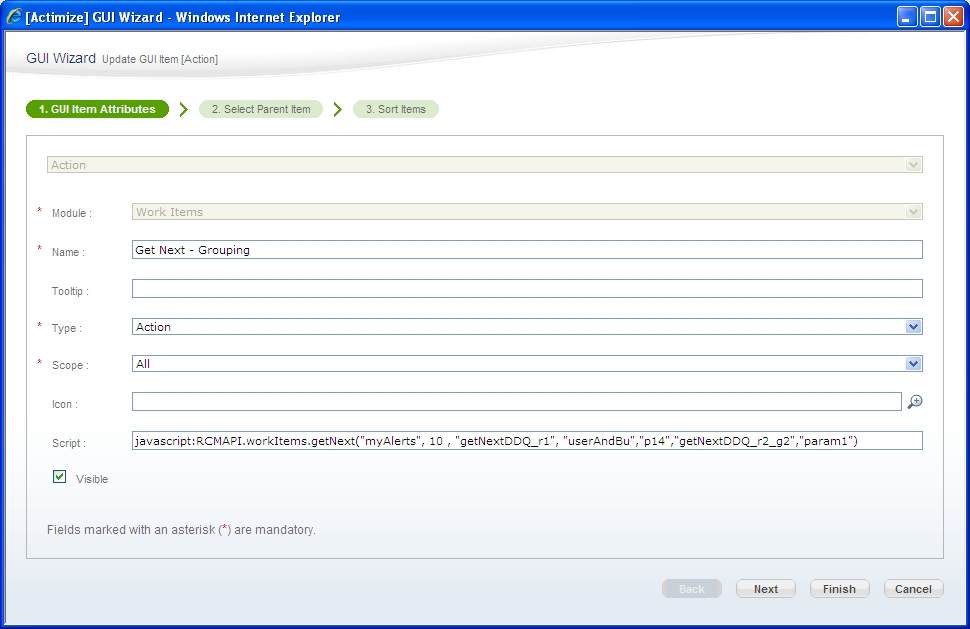 [Actimize] GUI Wizard - Windows Internet Explorer
GUI Wizard Update GUI Item [Action]
1. GUI Item Attributes 2. Select Parent Item 3. Sort Items
Action
* Module : Work Items
* Name : Get Next - Grouping
Tooltip :
* Type : Action
* Scope : All
Icon :
Script : javascript:RCMAPI.workItems.getNext("myAlerts", 10 , "getNextDDQ_r1", "userAndBu","p14","getNextDDQ_r2_g2","param1")
Visible
Fields marked with an asterisk (*) are mandatory.
Back Next Finish Cancel